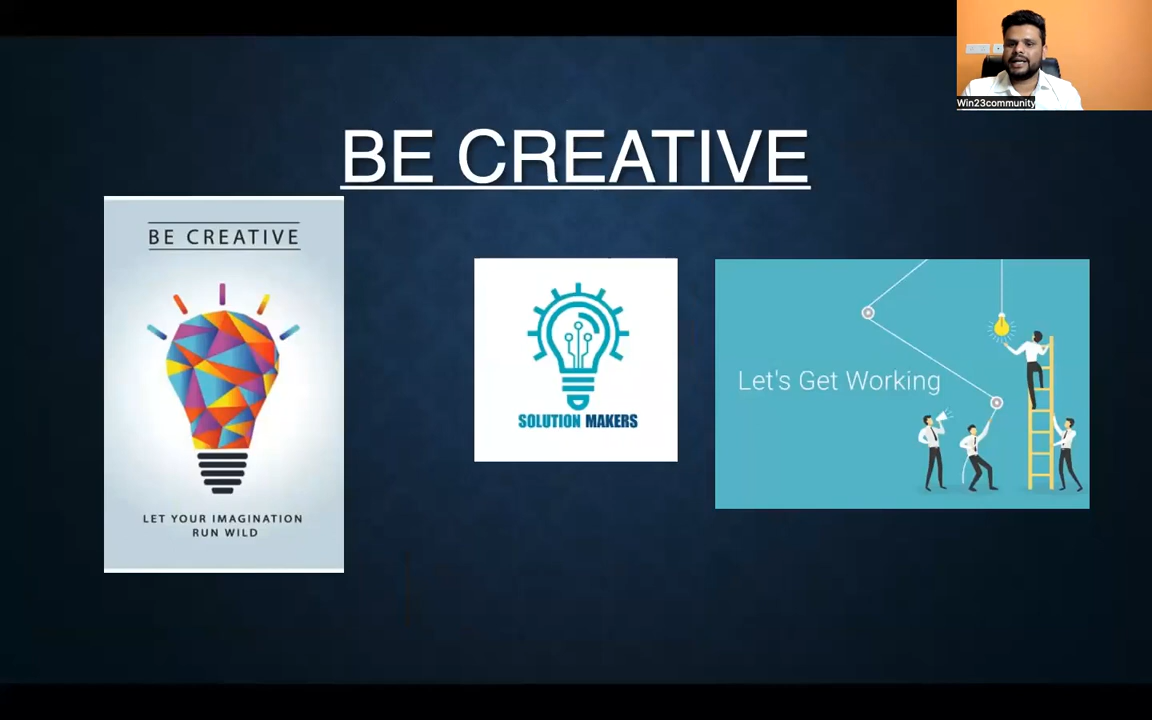 Win23community
BE CREATIVE
BE CREATIVE
LET YOUR IMAGINATION
RUN WILD
SOLUTION MAKERS
Let's Get Working